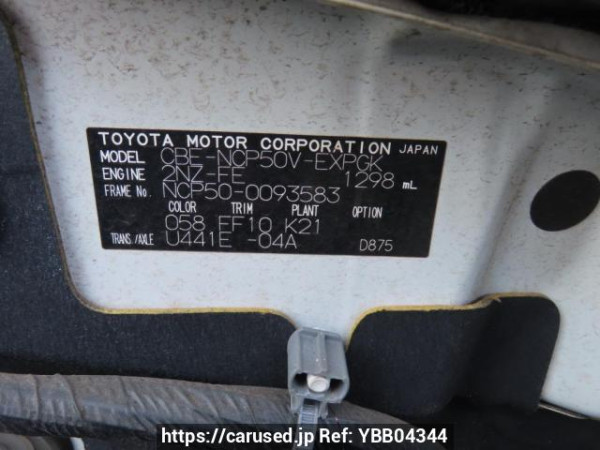 TOYOTA MOTOR CORPORATION JAPAN
MODEL CBE-NCP50V-EXPGK
ENGINE 2NZ-FE 1298 mL
FRAME No. NCP50-0093583
COLOR TRIM PLANT OPTION
058 EF10 K21
TRANS./AXLE U441E -04A D875
https://carused.jp Ref: YBB04344